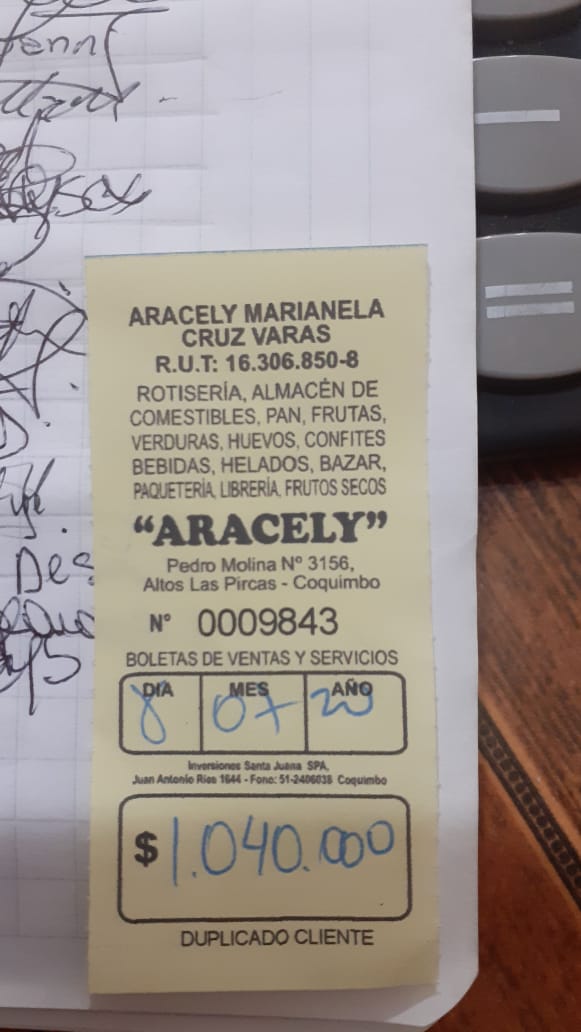 ARACELY MARIANELA
CRUZ VARAS
R.U.T: 16.306.850-8
ROTISERÍA, ALMACÉN DE
COMESTIBLES, PAN, FRUTAS,
VERDURAS, HUEVOS, CONFITES
BEBIDAS, HELADOS, BAZAR,
PAQUETERÍA, LIBRERÍA, FRUTOS SECOS
“ARACELY”
Pedro Molina Nº 3156,
Altos Las Pircas - Coquimbo
Nº 0009843
BOLETAS DE VENTAS Y SERVICIOS
DIA MES AÑO
8 07 20
Inversiones Santa Juana SPA,
Juan Antonio Ríos 1644 - Fono: 51-2406038 Coquimbo
$ 1.040.000
DUPLICADO CLIENTE